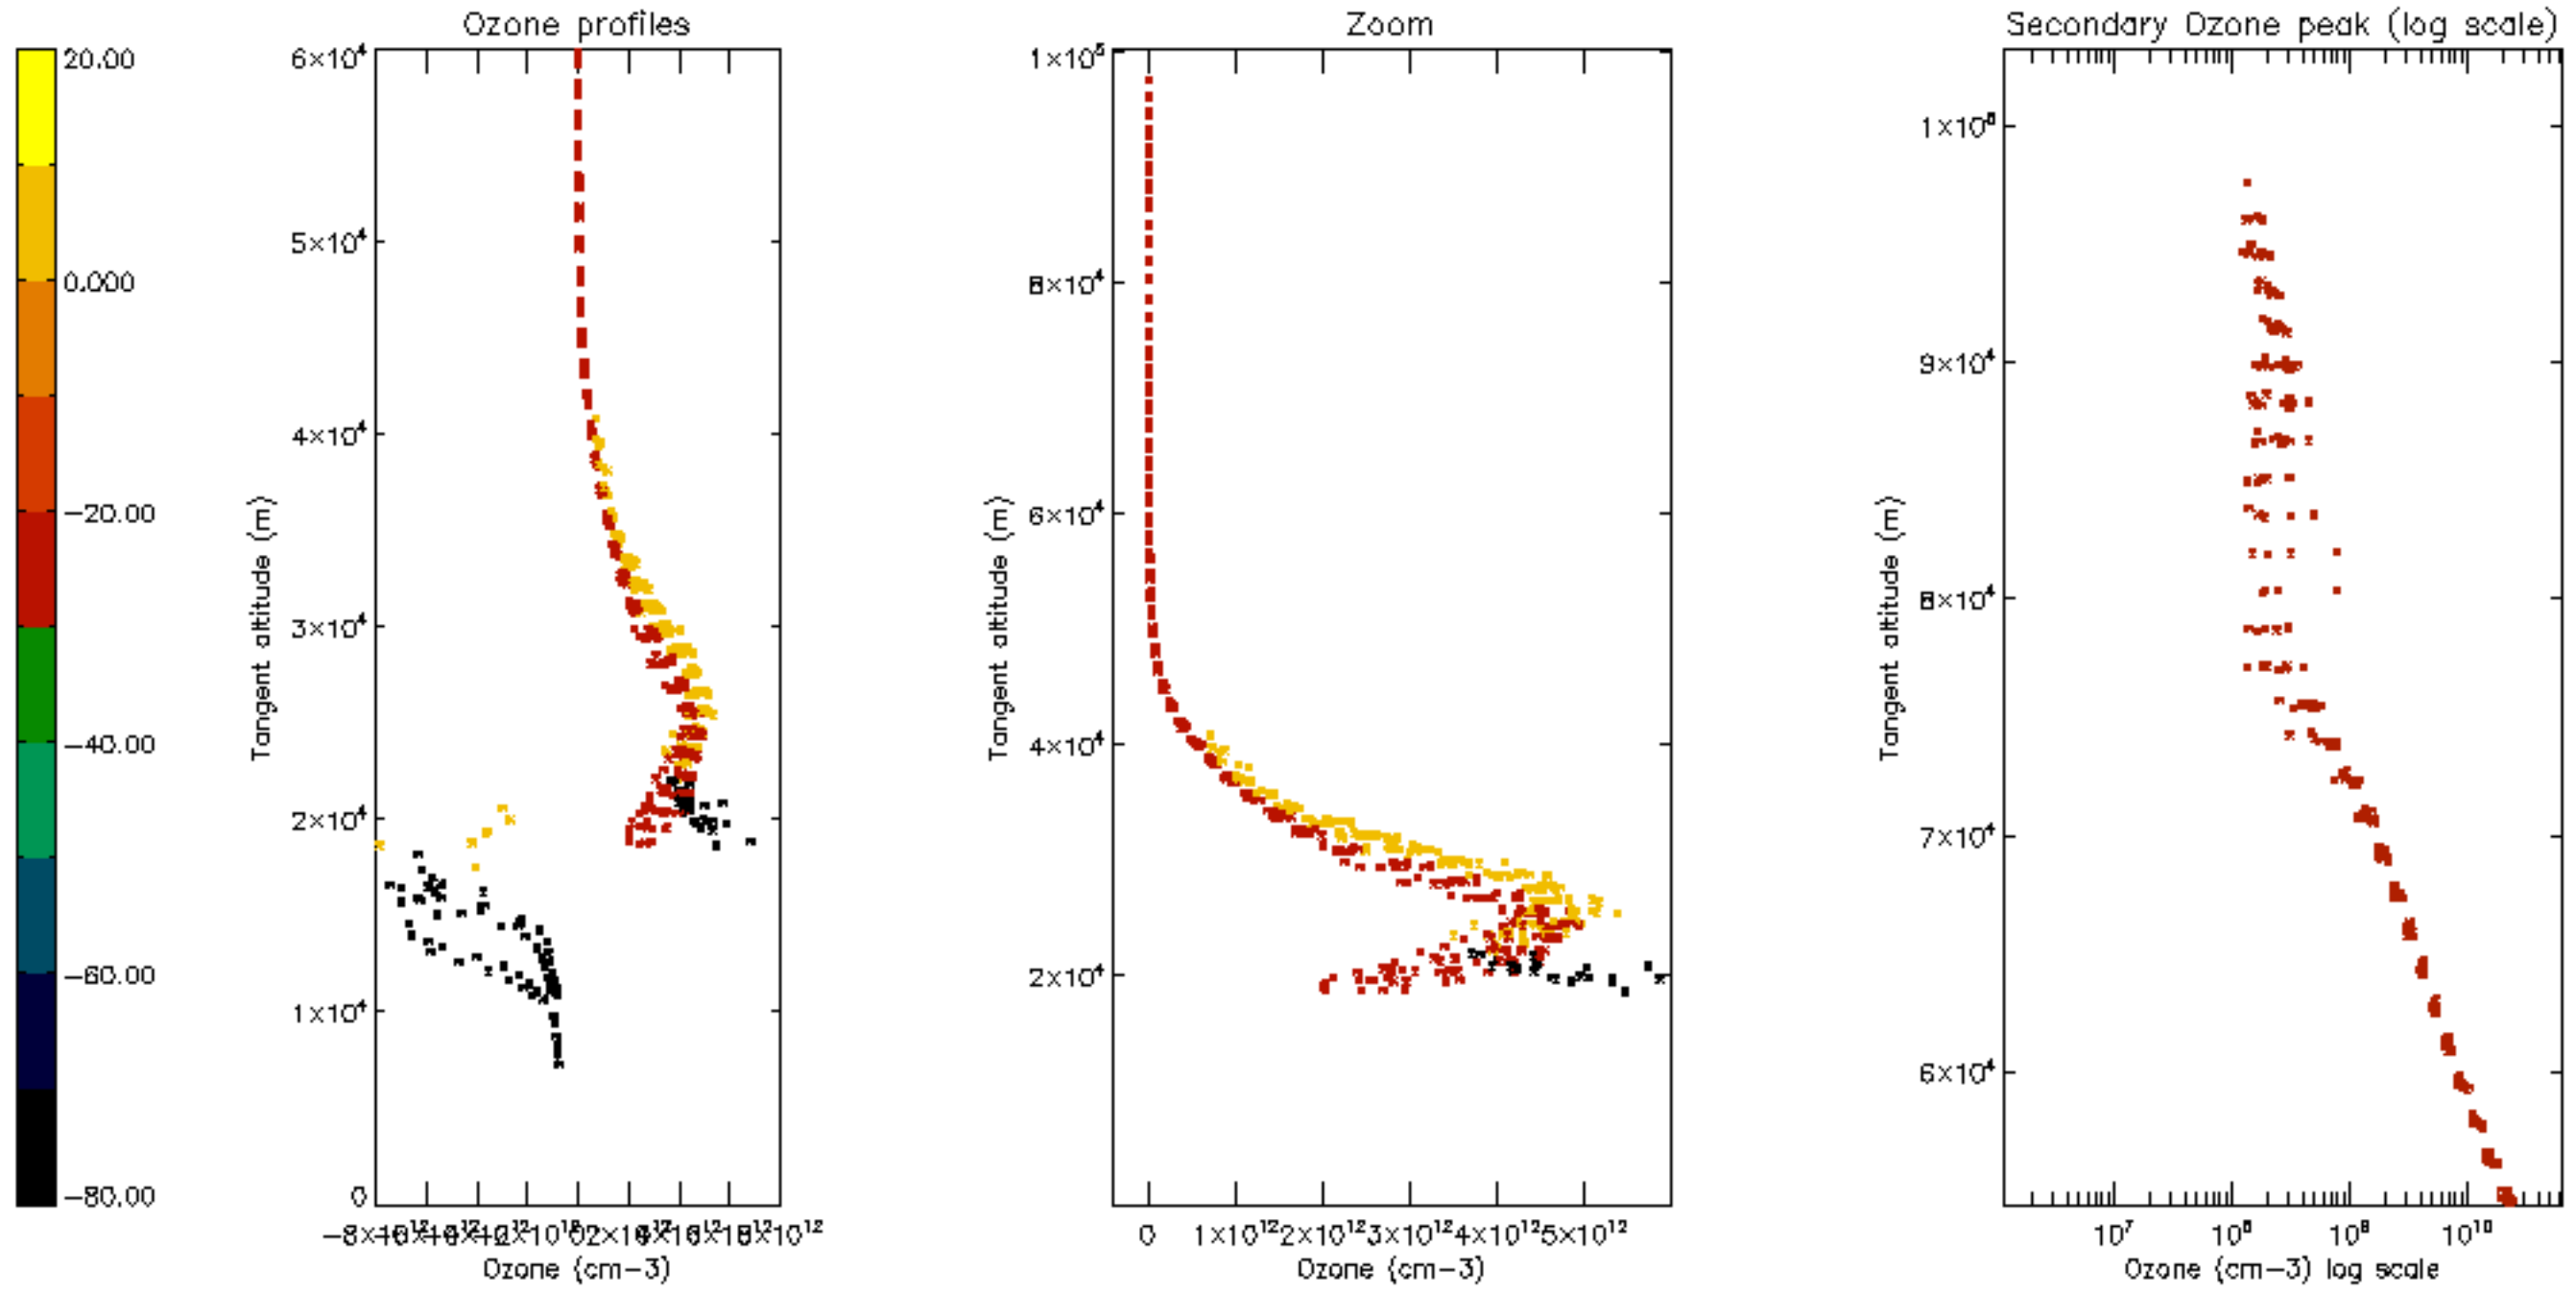 Ozone profiles
Zoom
Secondary Ozone peak (log scale)
20.00
0.000
−20.00
−40.00
−60.00
−80.00
6×10⁴
5×10⁴
4×10⁴
3×10⁴
2×10⁴
1×10⁴
0
Tangent altitude (m)
Ozone (cm−3)
1×10⁵
8×10⁴
6×10⁴
4×10⁴
2×10⁴
Tangent altitude (m)
0 1×10¹² 2×10¹² 3×10¹² 4×10¹² 5×10¹²
Ozone (cm−3)
1×10⁵
9×10⁴
8×10⁴
7×10⁴
6×10⁴
Tangent altitude (m)
10⁷ 10⁸ 10⁹ 10¹⁰
Ozone (cm−3) log scale